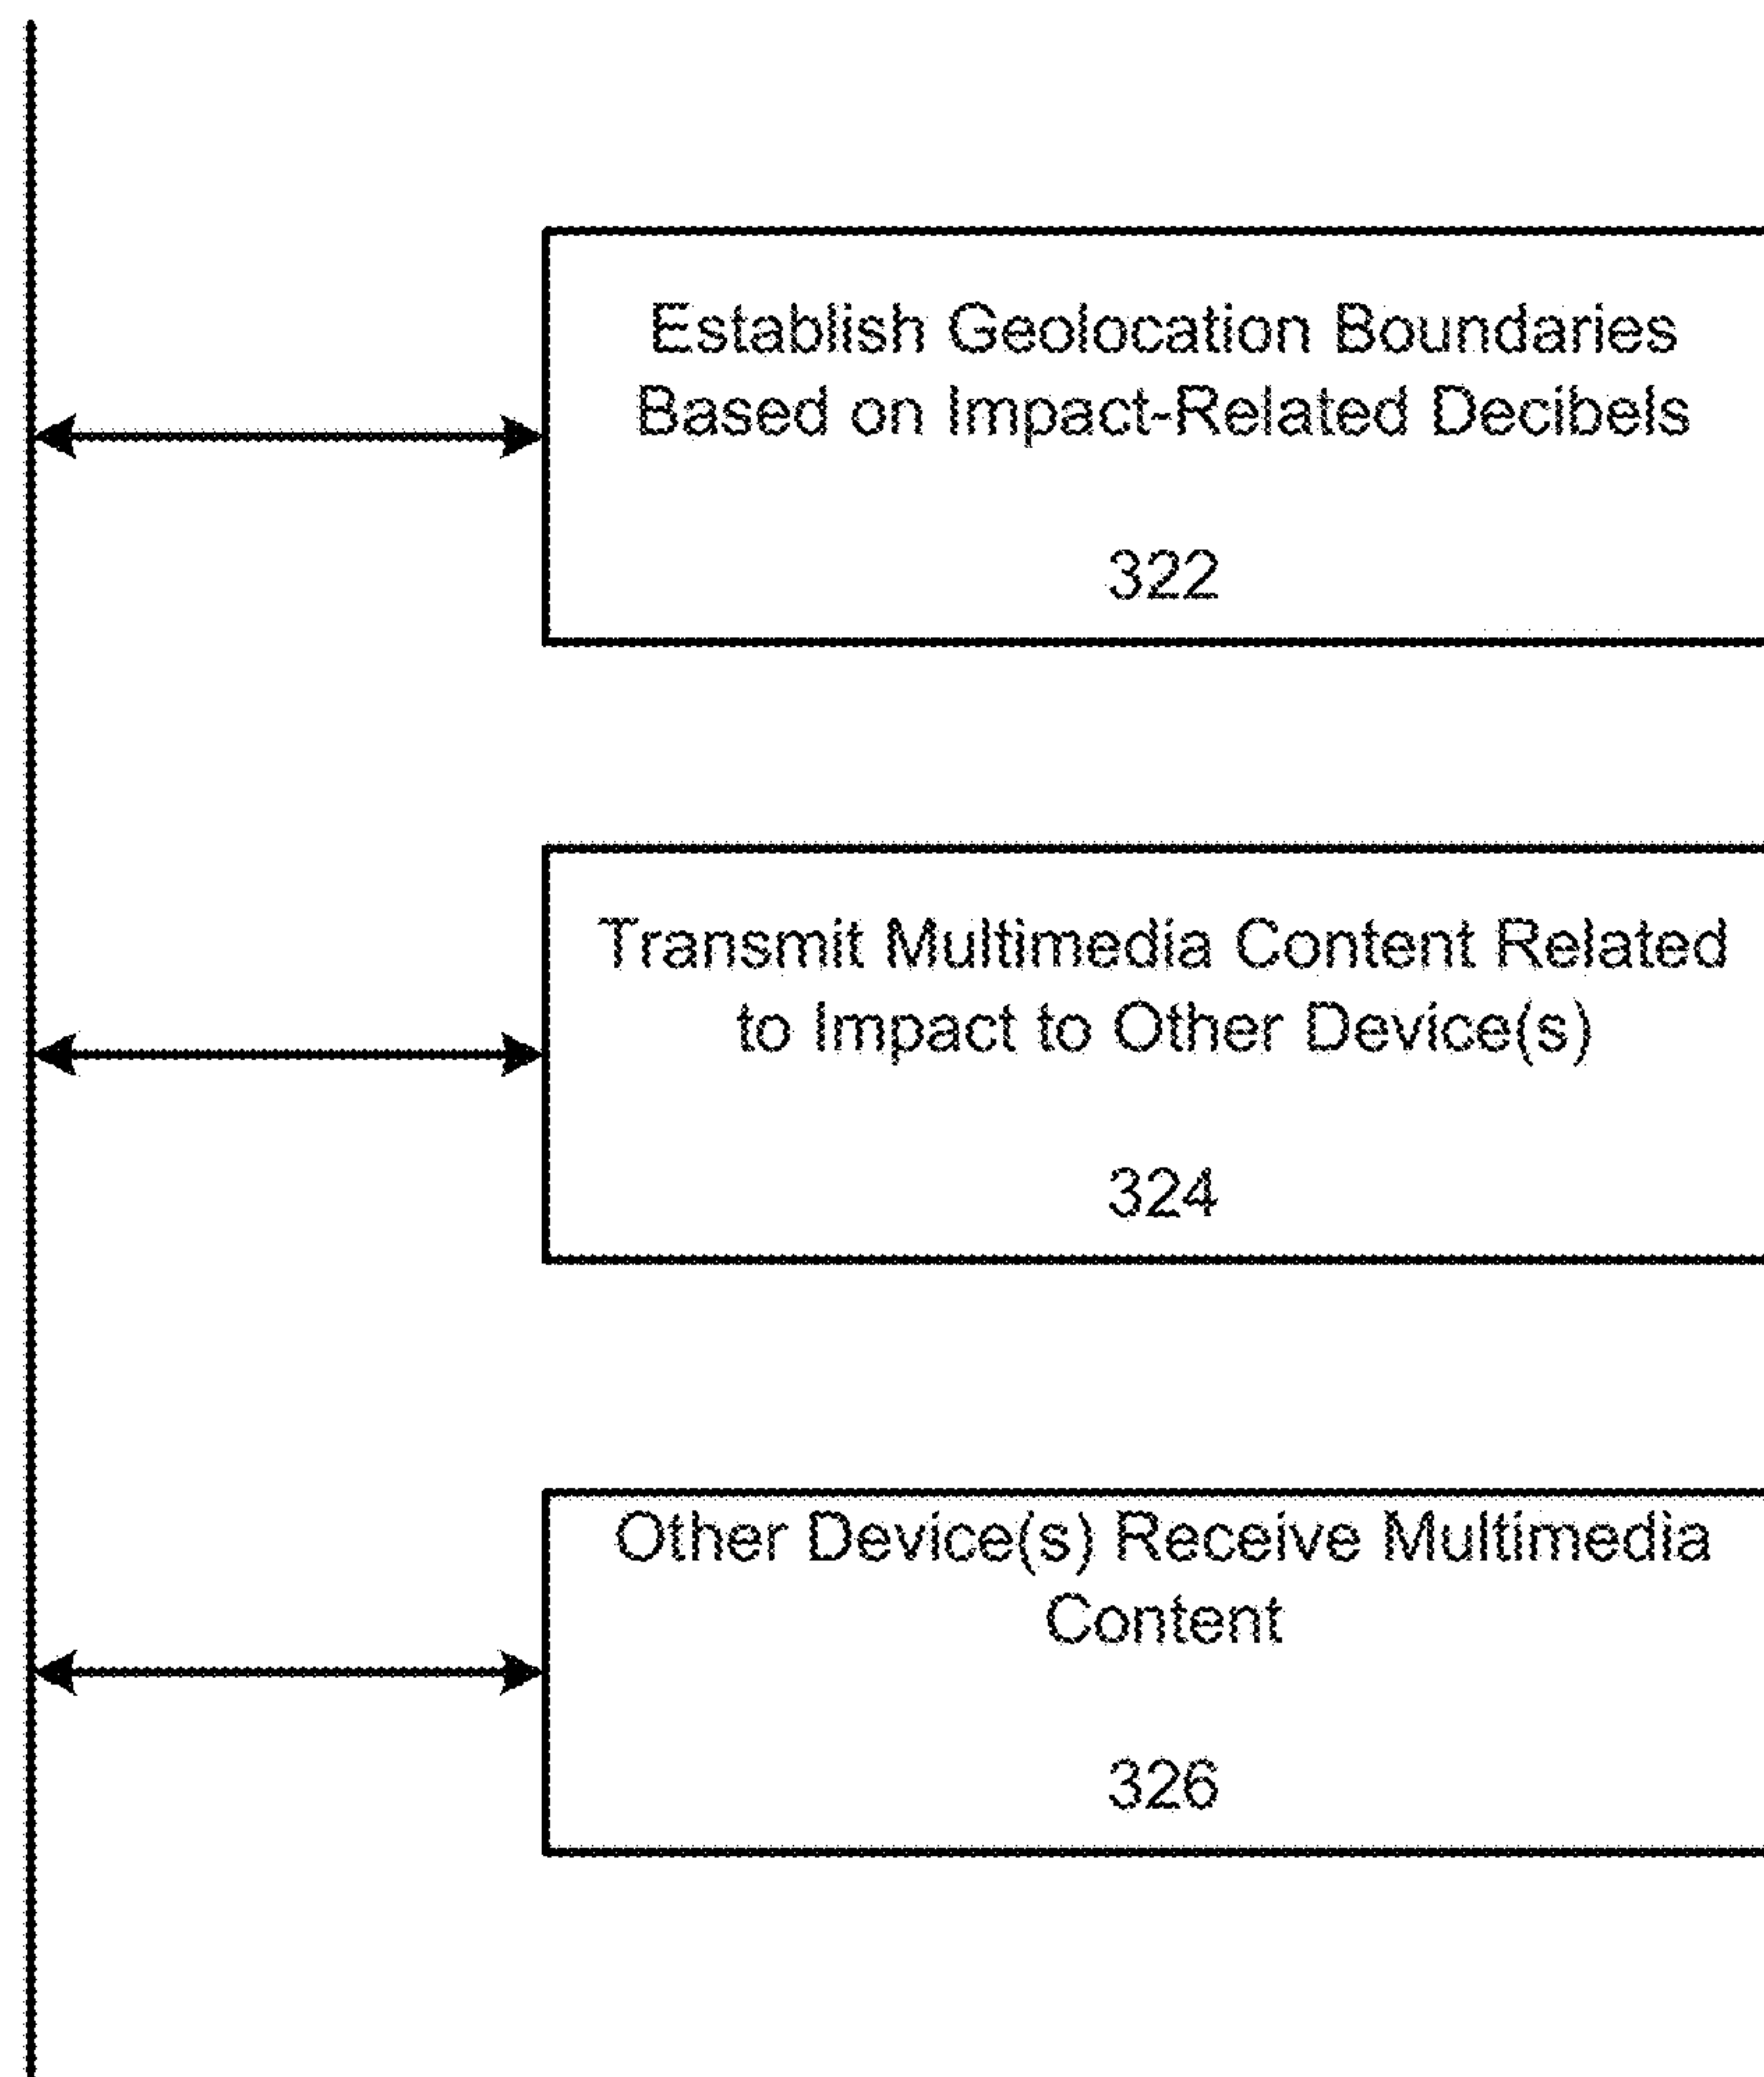 Establish Geolocation Boundaries
Based on Impact-Related Decibels
322
Transmit Multimedia Content Related
to Impact to Other Device(s)
324
Other Device(s) Receive Multimedia
Content
326